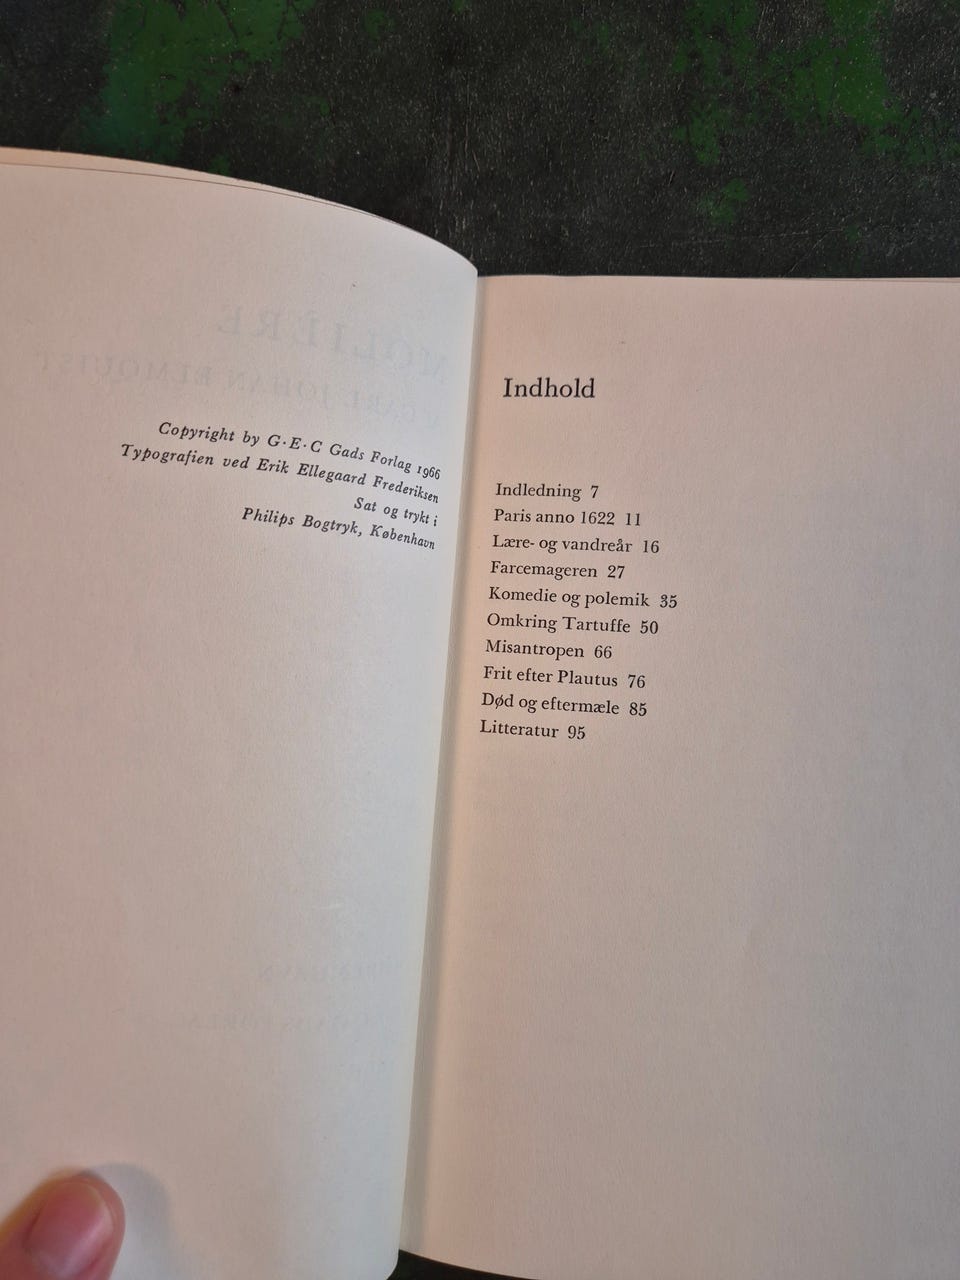 Copyright by G·E·C Gads Forlag 1966
Typografien ved Erik Ellegaard Frederiksen
Sat og trykt i
Philips Bogtryk, København
Indhold
Indledning 7
Paris anno 1622 11
Lære- og vandreår 16
Farcemageren 27
Komedie og polemik 35
Omkring Tartuffe 50
Misantropen 66
Frit efter Plautus 76
Død og eftermæle 85
Litteratur 95